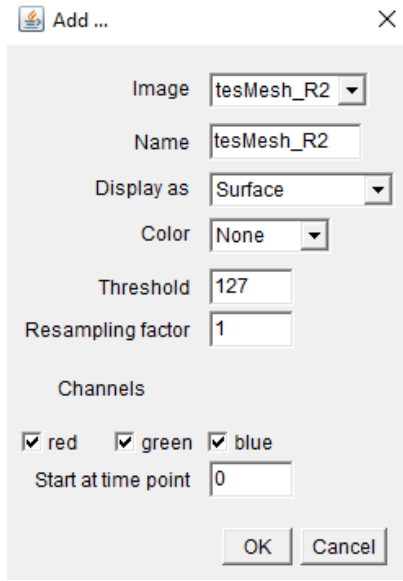 Add ...
Image tesMesh_R2
Name tesMesh_R2
Display as Surface
Color None
Threshold 127
Resampling factor 1
Channels
red green blue
Start at time point 0
OK Cancel